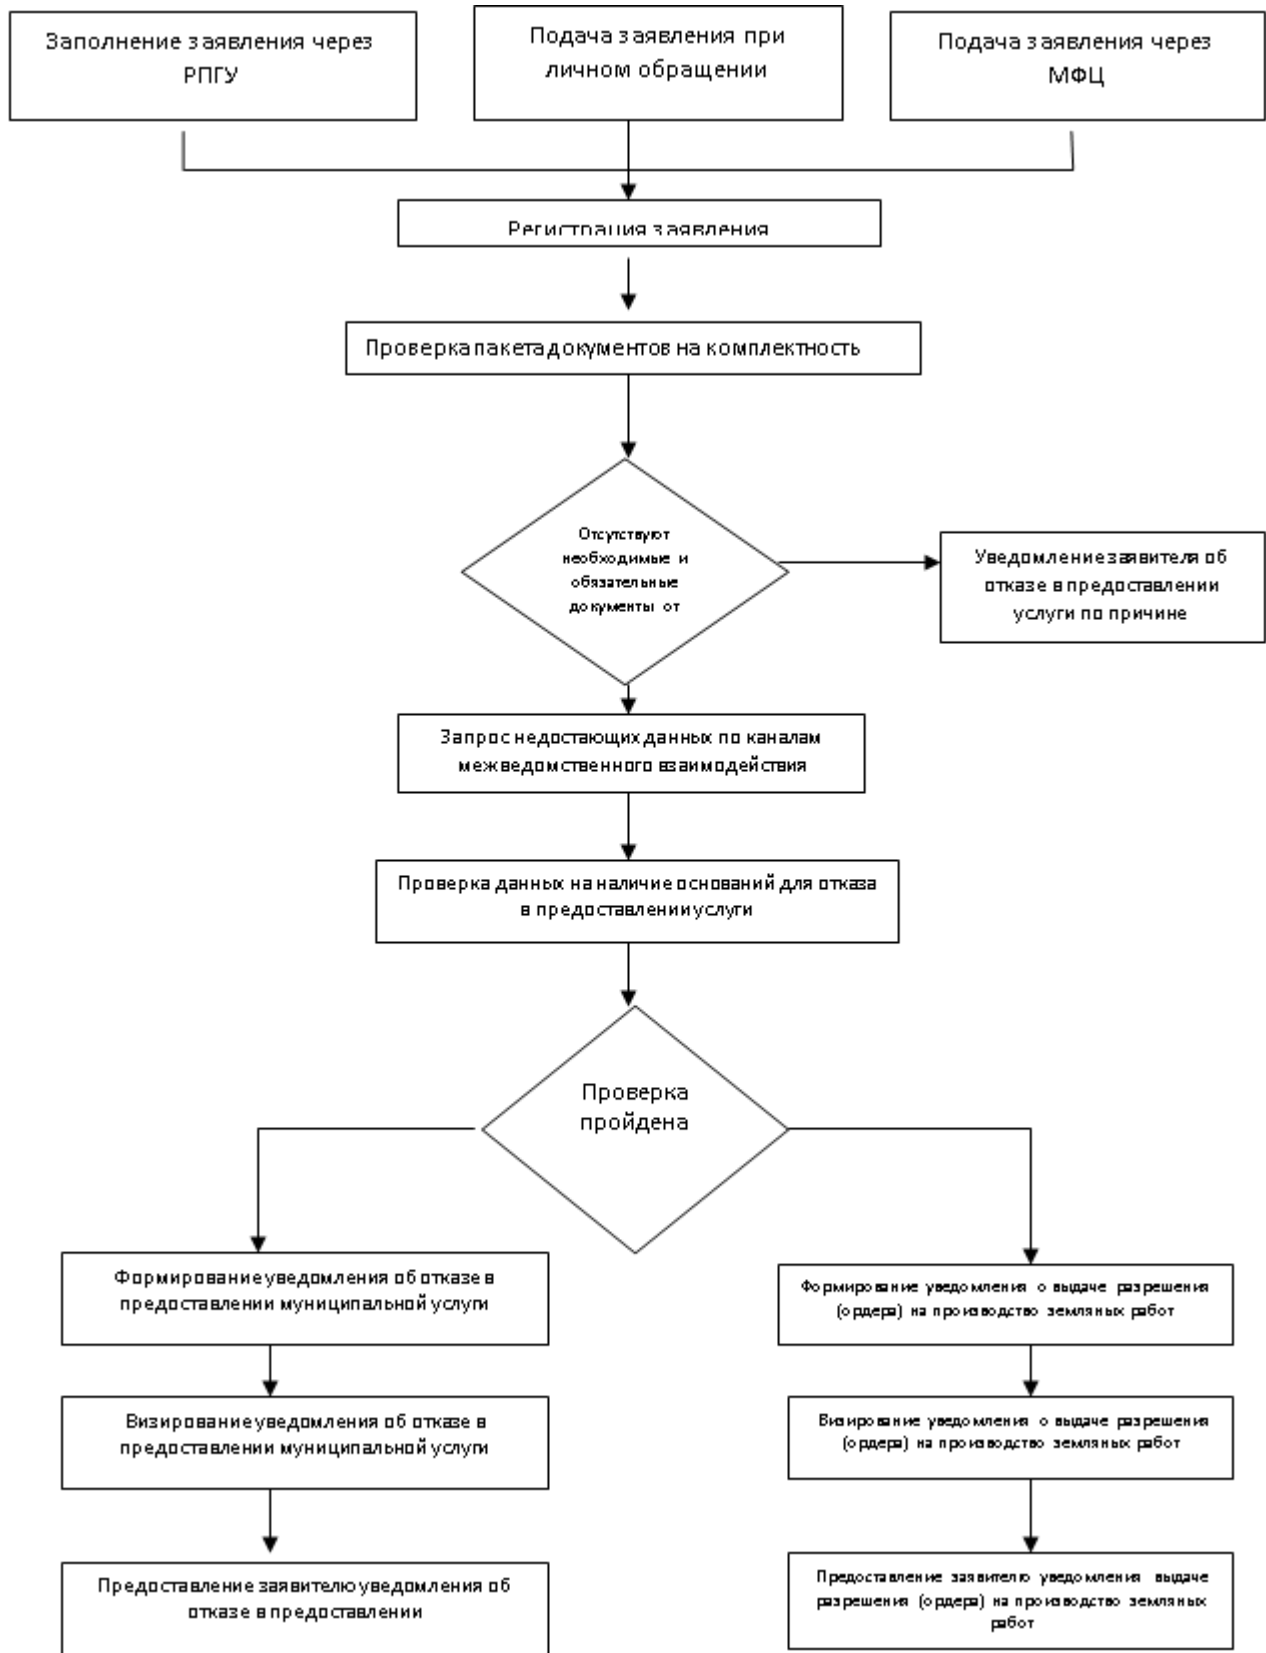 Заполнение заявления через
РПГУ
Подача заявления при
личном обращении
Подача заявления через
МФЦ
Регистрация заявления
Проверка пакета документов на комплектность
Отсутствуют
необходимые и
обязательные
документы от
Уведомление заявителя об
отказе в предоставлении
услуги по причине
Запрос недостающих данных по каналам
межведомственного взаимодействия
Проверка данных на наличие оснований для отказа
в предоставлении услуги
Проверка
пройдена
Формирование уведомления об отказе в
предоставлении муниципальной услуги
Формирование уведомления о выдаче разрешения
(ордера) на производство земляных работ
Визирование уведомления об отказе в
предоставлении муниципальной услуги
Визирование уведомления о выдаче разрешения
(ордера) на производство земляных работ
Предоставление заявителю уведомления об
отказе в предоставлении
Предоставление заявителю уведомления выдаче
разрешения (ордера) на производство земляных
работ